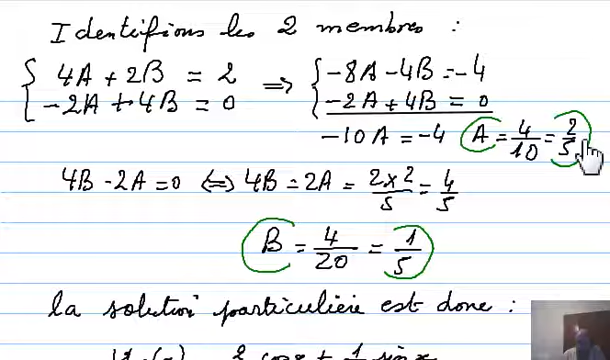 Identifions les 2 membres :
{ 4A + 2B = 2 ⇒ { -8A - 4B = -4
{ -2A + 4B = 0 { -2A + 4B = 0
-10A = -4 A = 4/10 = 2/5
4B - 2A = 0 ⇔ 4B = 2A = 2x2/5 = 4/5
B = 4/20 = 1/5
la solution particulière est donc :